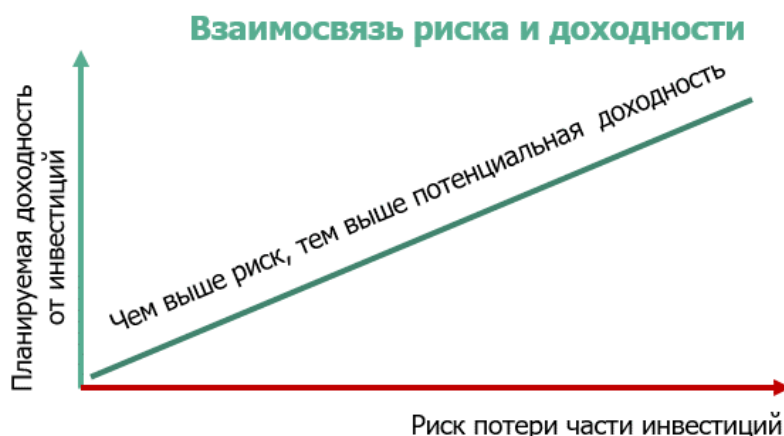 Взаимосвязь риска и доходности
Планируемая доходность
от инвестиций
Чем выше риск, тем выше потенциальная доходность
Риск потери части инвестиций